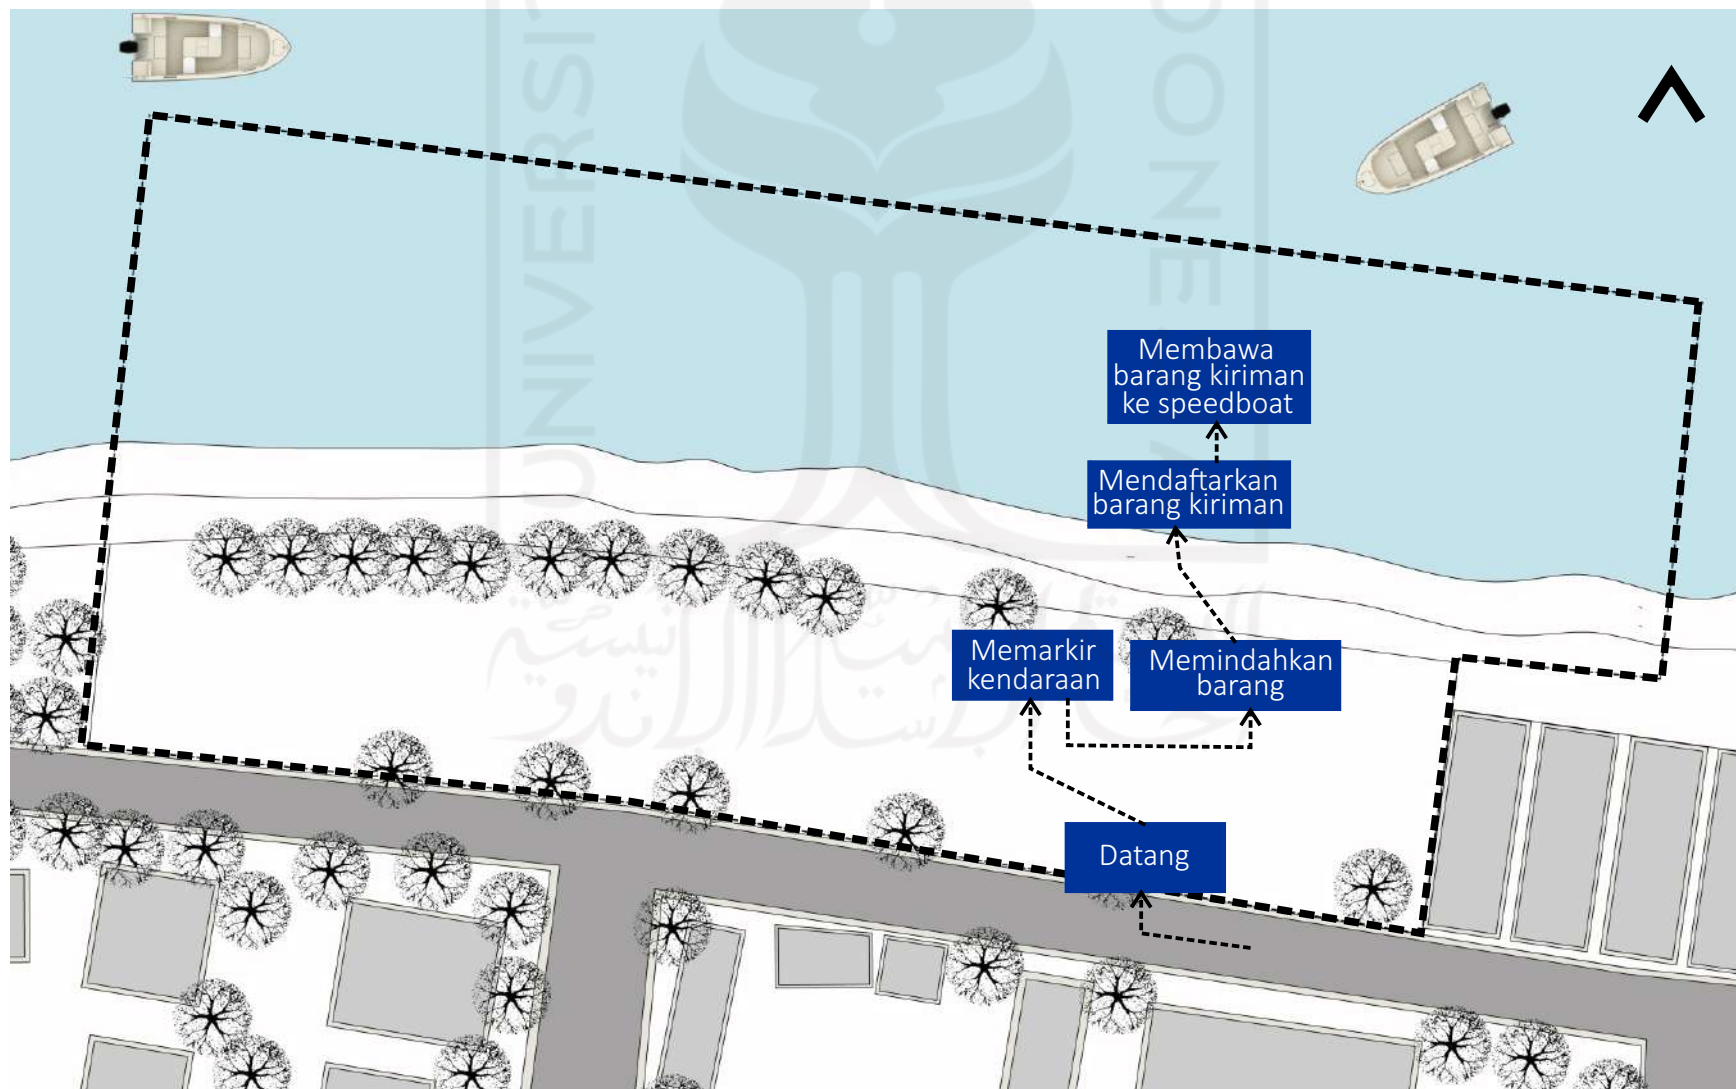 Membawa
barang kiriman
ke speedboat
Mendaftarkan
barang kiriman
Memarkir
kendaraan
Memindahkan
barang
Datang